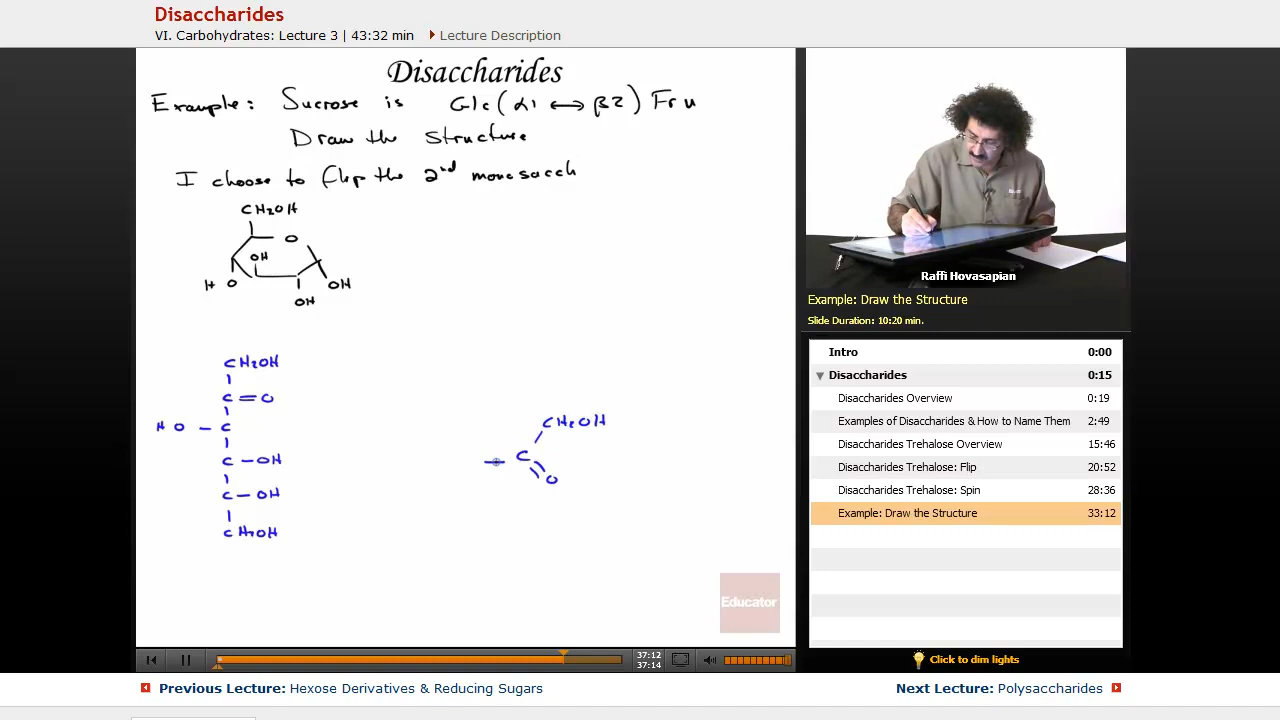 Disaccharides
VI. Carbohydrates: Lecture 3 | 43:32 min
Lecture Description
Disaccharides
Example: Sucrose is Glc(α1 ↔ β2) Fru
Draw the structure
I choose to flip the 2nd monosacch
CH2OH
O
OH
HO
OH
OH
CH2OH
C=O
HO-C
C-OH
C-OH
CH2OH
CH2OH
C
O
Educator
Raffi Hovasapian
Example: Draw the Structure
Slide Duration: 10:20 min.
Intro 0:00
Disaccharides 0:15
Disaccharides Overview 0:19
Examples of Disaccharides & How to Name Them 2:49
Disaccharides Trehalose Overview 15:46
Disaccharides Trehalose: Flip 20:52
Disaccharides Trehalose: Spin 28:36
Example: Draw the Structure 33:12
37:12
37:14
Click to dim lights
Previous Lecture: Hexose Derivatives & Reducing Sugars
Next Lecture: Polysaccharides